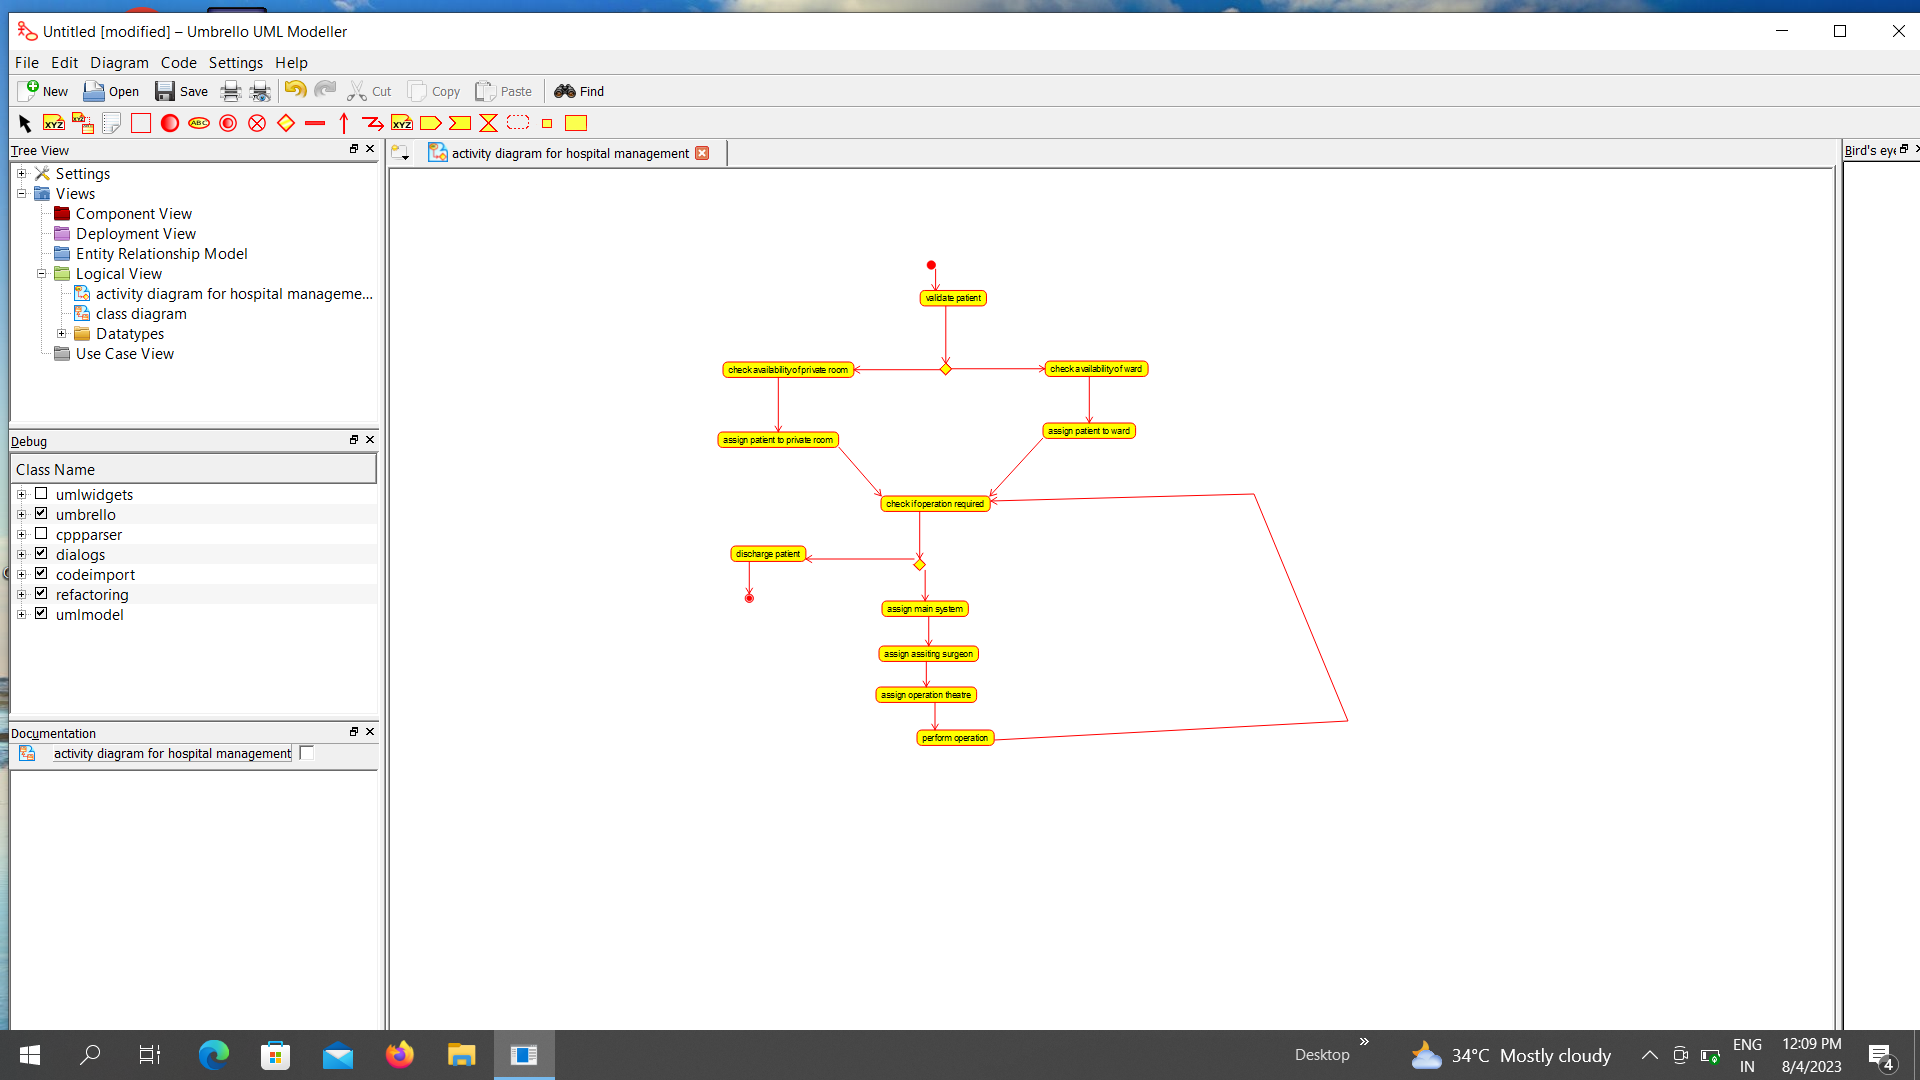 Untitled [modified] – Umbrello UML Modeller
File Edit Diagram Code Settings Help
New Open Save Cut Copy Paste Find
XYZ XYZ ABC XYZ
Tree View
Settings
Views
Component View
Deployment View
Entity Relationship Model
Logical View
activity diagram for hospital manageme...
class diagram
Datatypes
Use Case View
Debug
Class Name
umlwidgets
umbrello
cppparser
dialogs
codeimport
refactoring
umlmodel
Documentation
activity diagram for hospital management
activity diagram for hospital management
validate patient
check availability of private room
check availability of ward
assign patient to private room
assign patient to ward
check if operation required
discharge patient
assign main system
assign assiting surgeon
assign operation theatre
perform operation
Bird's eye
Desktop
34°C Mostly cloudy
ENG
IN
12:09 PM
8/4/2023
4